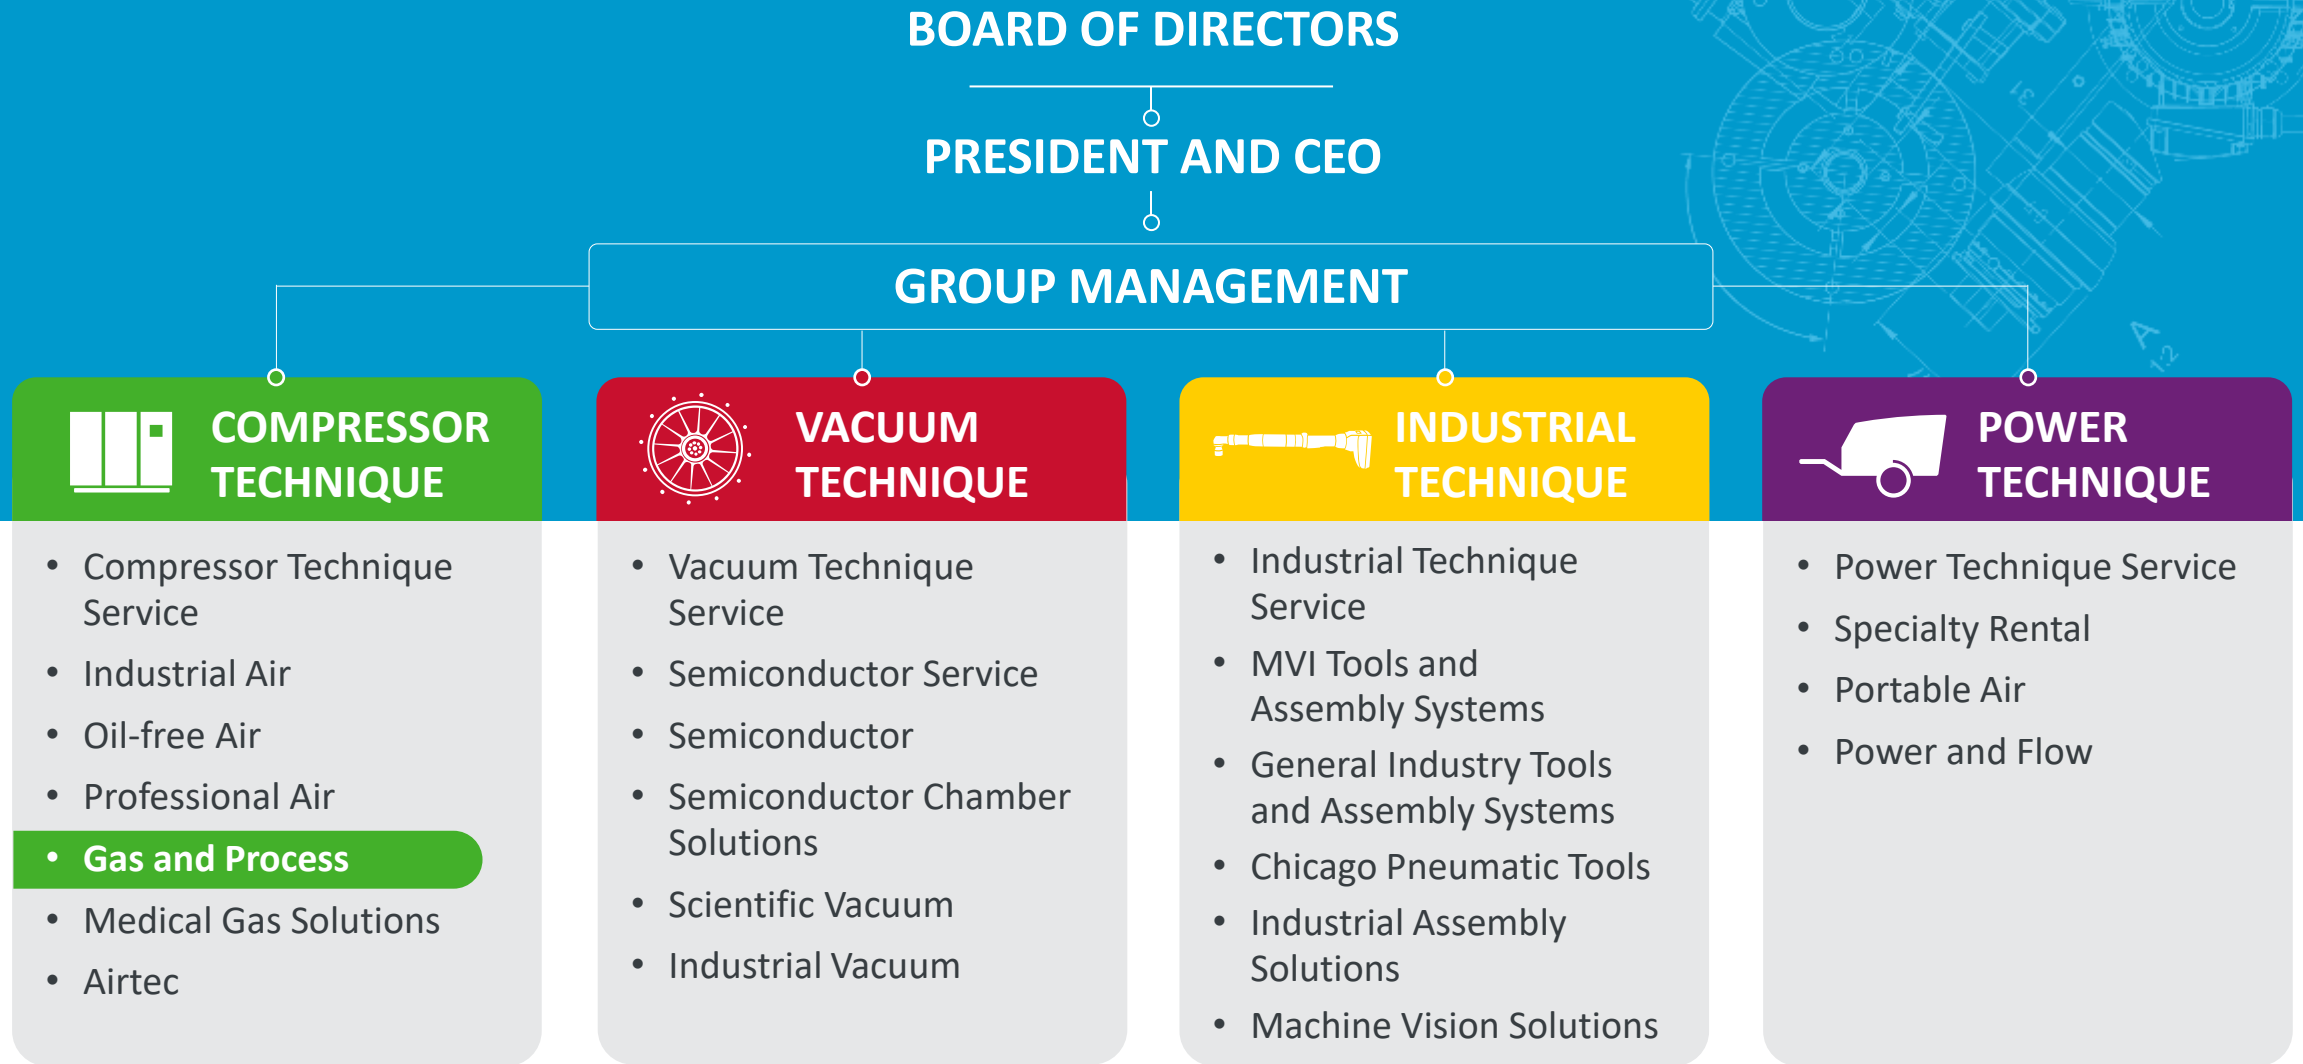 BOARD OF DIRECTORS
PRESIDENT AND CEO
GROUP MANAGEMENT
COMPRESSOR
TECHNIQUE
• Compressor Technique
Service
• Industrial Air
• Oil-free Air
• Professional Air
• Gas and Process
• Medical Gas Solutions
• Airtec
VACUUM
TECHNIQUE
• Vacuum Technique
Service
• Semiconductor Service
• Semiconductor
• Semiconductor Chamber
Solutions
• Scientific Vacuum
• Industrial Vacuum
INDUSTRIAL
TECHNIQUE
• Industrial Technique
Service
• MVI Tools and
Assembly Systems
• General Industry Tools
and Assembly Systems
• Chicago Pneumatic Tools
• Industrial Assembly
Solutions
• Machine Vision Solutions
POWER
TECHNIQUE
• Power Technique Service
• Specialty Rental
• Portable Air
• Power and Flow
31
A
1:2